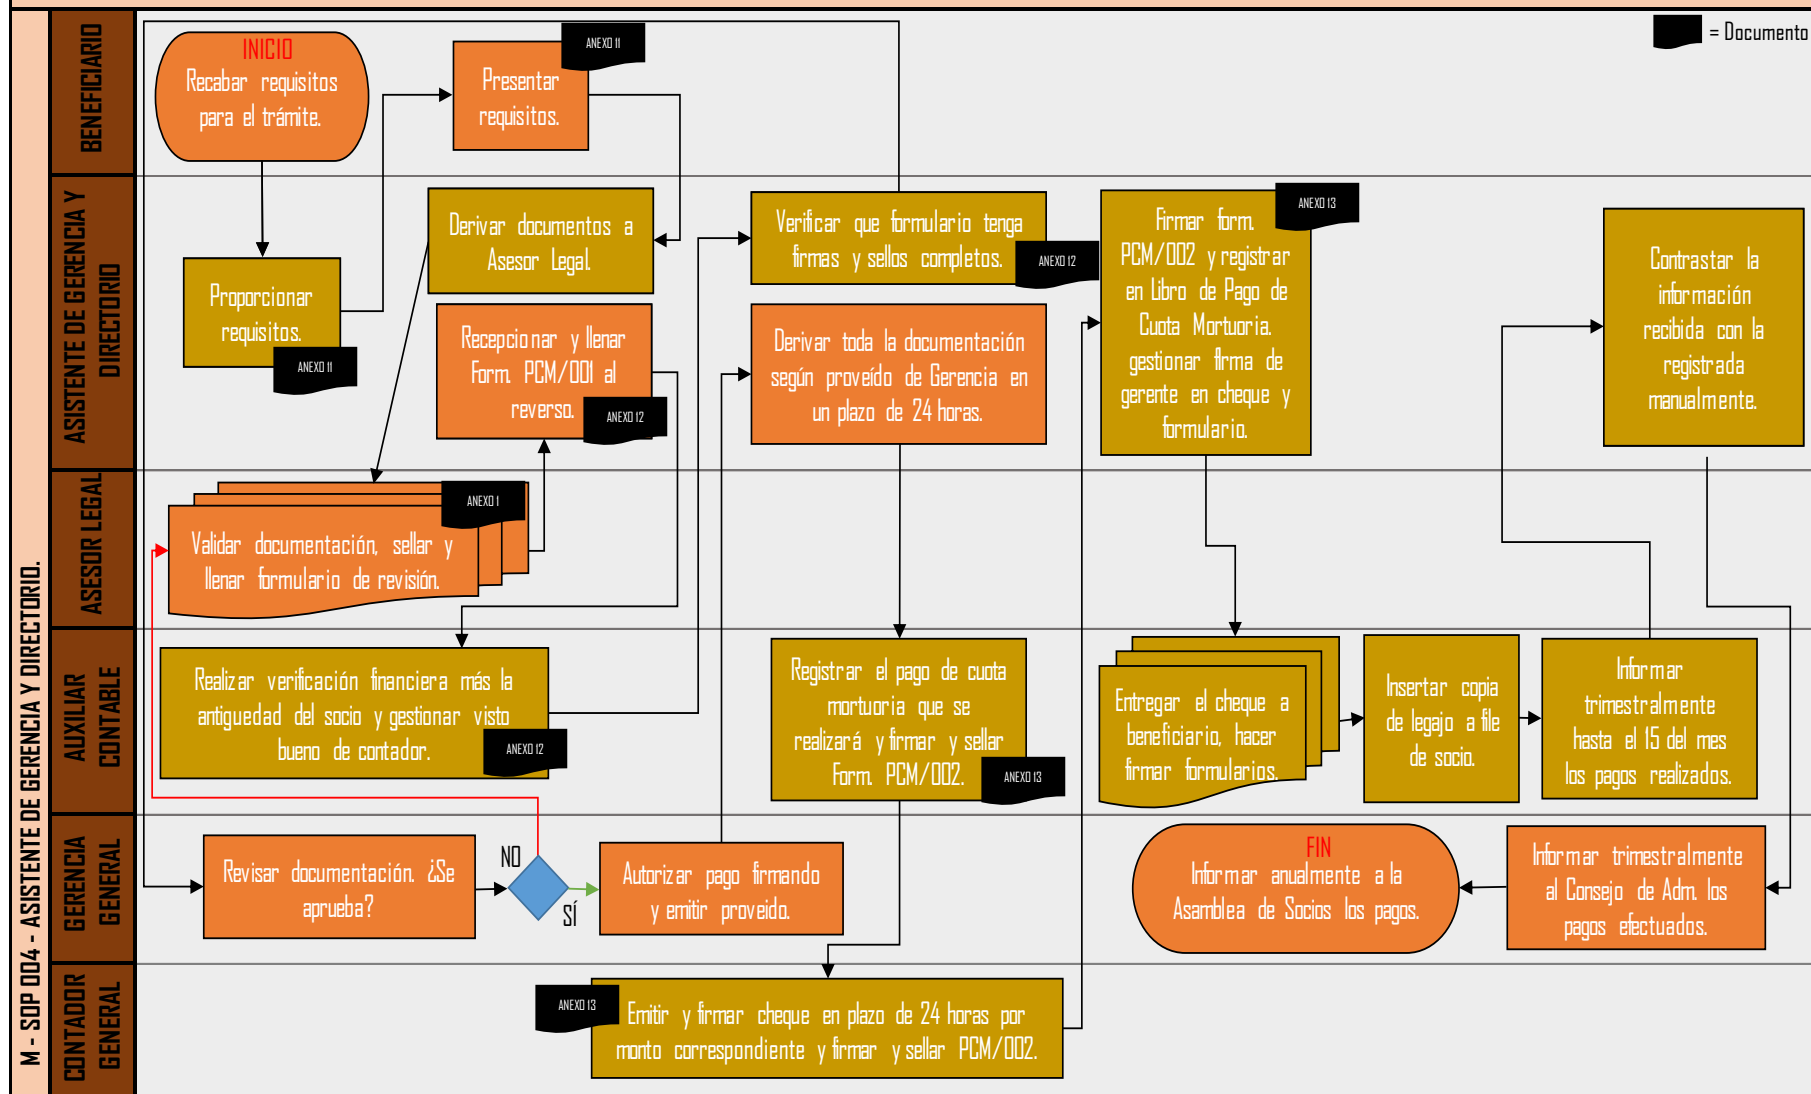 M - SOP 004 - ASISTENTE DE GERENCIA Y DIRECTORIO.
BENEFICIARIO
INICIO
Recabar requisitos
para el trámite.
Presentar
requisitos.
ANEXO 11
= Documento
ASISTENTE DE GERENCIA Y
DIRECTORIO
Proporcionar
requisitos.
ANEXO 11
Derivar documentos a
Asesor Legal.
Recepcionar y llenar
Form. PCM/001 al
reverso.
ANEXO 12
Verificar que formulario tenga
firmas y sellos completos.
ANEXO 12
Derivar toda la documentación
según proveído de Gerencia en
un plazo de 24 horas.
Firmar form.
PCM/002 y registrar
en Libro de Pago de
Cuota Mortuoria.
gestionar firma de
gerente en cheque y
formulario.
ANEXO 13
Contrastar la
información
recibida con la
registrada
manualmente.
ASESOR LEGAL
ANEXO 1
Validar documentación, sellar y
llenar formulario de revisión.
AUXILIAR
CONTABLE
Realizar verificación financiera más la
antiguedad del socio y gestionar visto
bueno de contador.
ANEXO 12
Registrar el pago de cuota
mortuoria que se
realizará y firmar y sellar
Form. PCM/002.
ANEXO 13
Entregar el cheque a
beneficiario, hacer
firmar formularios.
Insertar copia
de legajo a file
de socio.
Informar
trimestralmente
hasta el 15 del mes
los pagos realizados.
GERENCIA
GENERAL
Revisar documentación. ¿Se
aprueba?
NO
SÍ
Autorizar pago firmando
y emitir proveido.
FIN
Informar anualmente a la
Asamblea de Socios los pagos.
Informar trimestralmente
al Consejo de Adm. los
pagos efectuados.
CONTADOR
GENERAL
ANEXO 13
Emitir y firmar cheque en plazo de 24 horas por
monto correspondiente y firmar y sellar PCM/002.